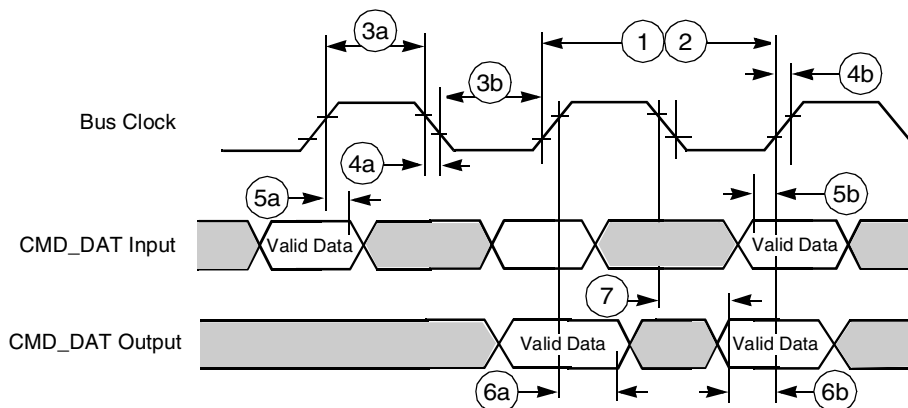 3a
1 2
3b
4b
Bus Clock
4a
5a
5b
CMD_DAT Input
Valid Data
Valid Data
7
CMD_DAT Output
Valid Data
Valid Data
6a
6b